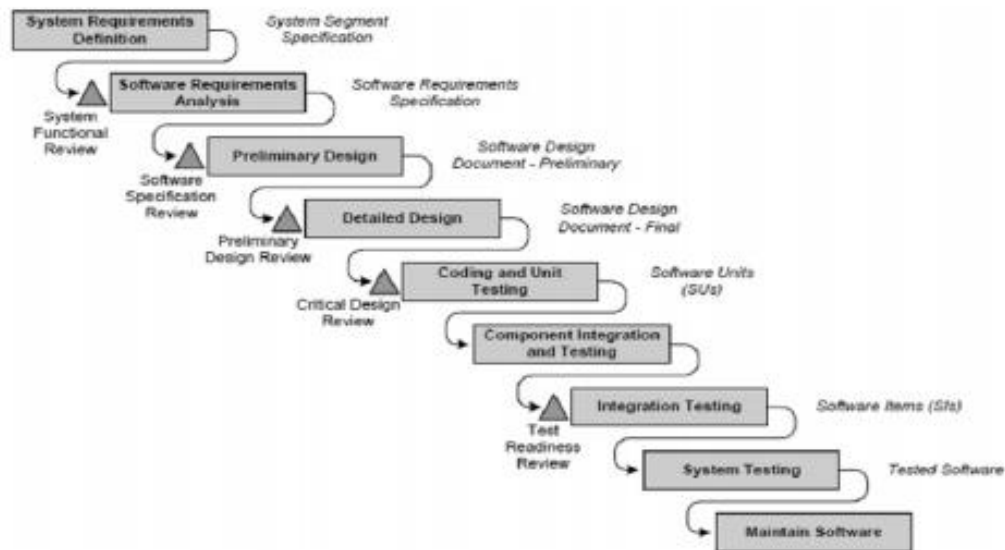 System Requirements
Definition
System Segment
Specification
Software Requirements
Analysis
Software Requirements
Specification
System
Functional
Review
Preliminary Design
Software Design
Document - Preliminary
Software
Specification
Review
Detailed Design
Software Design
Document - Final
Preliminary
Design Review
Coding and Unit
Testing
Software Units
(SUs)
Critical Design
Review
Component Integration
and Testing
Integration Testing
Software Items (SIs)
Test
Readiness
Review
System Testing
Tested Software
Maintain Software